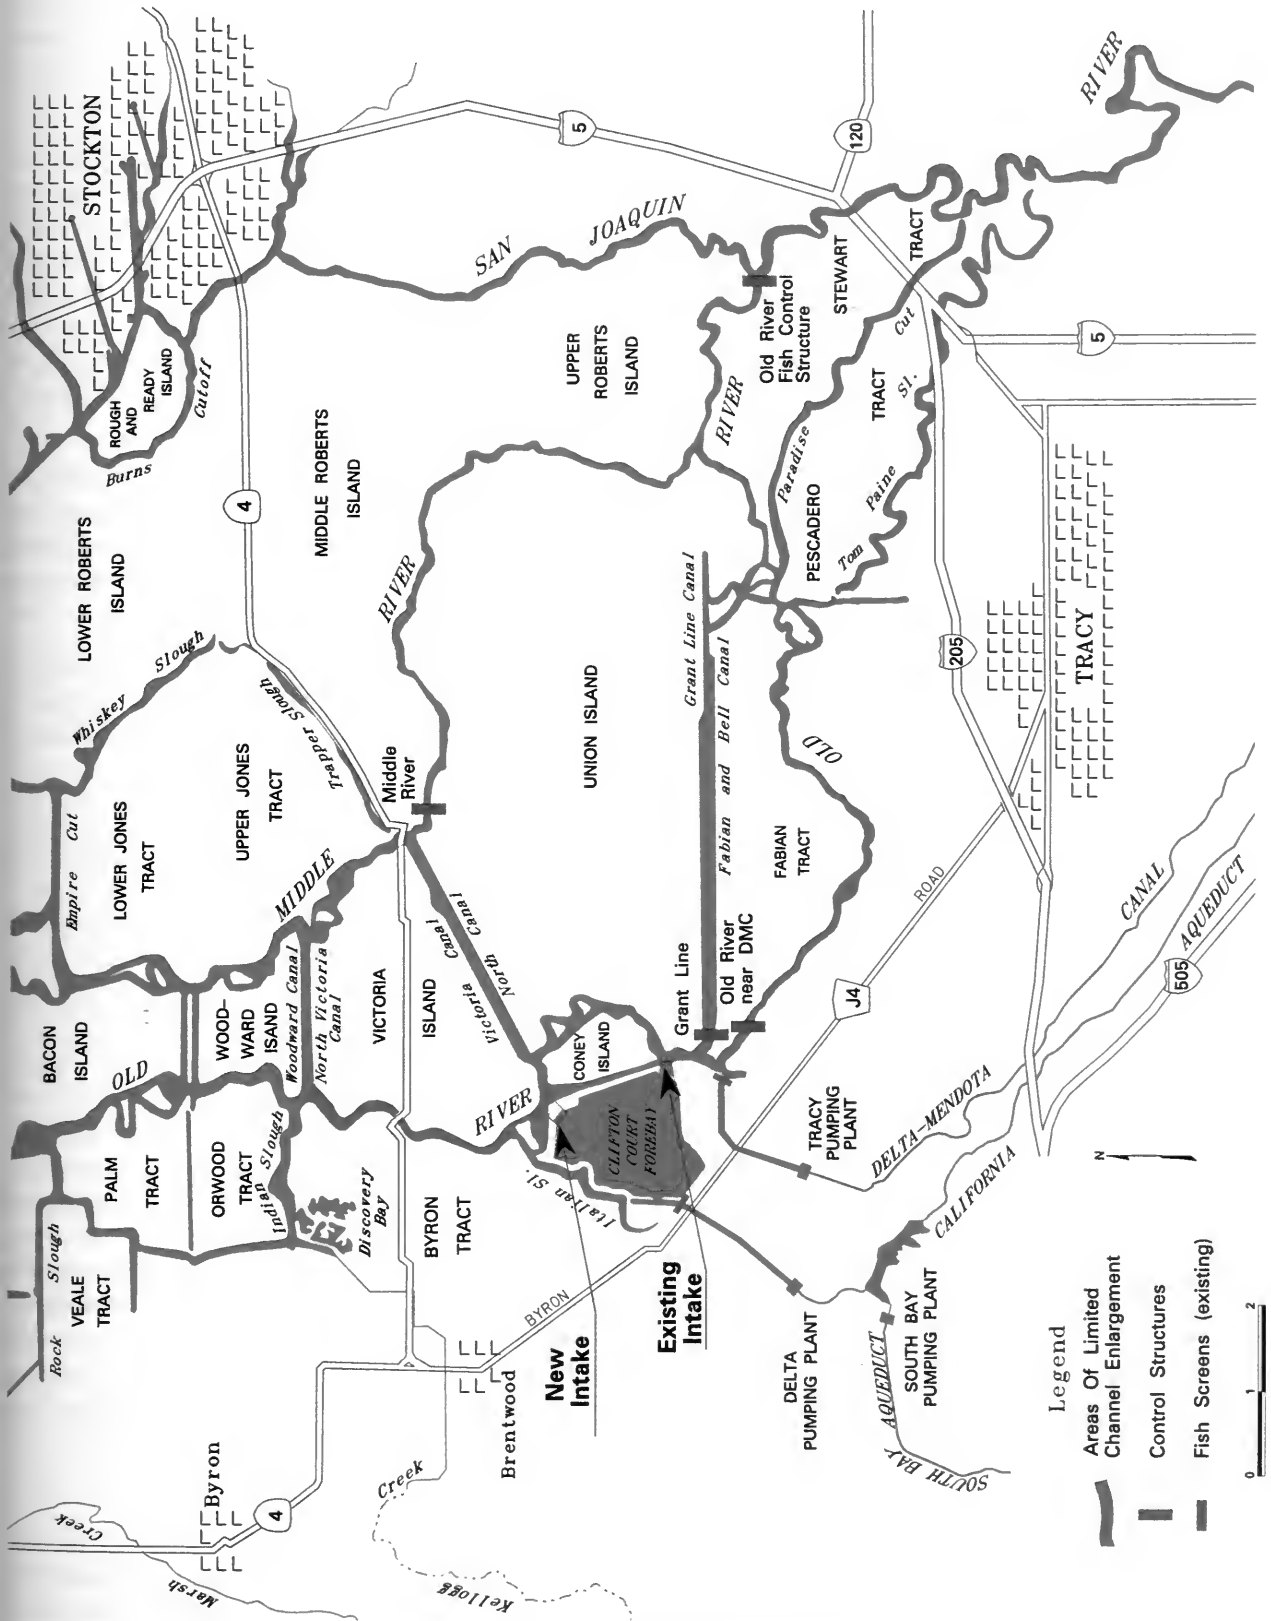 STOCKTON
ROUGH
AND
READY
ISLAND
Burns
Cutoff
LOWER ROBERTS
ISLAND
4
MIDDLE ROBERTS
ISLAND
SAN
JOAQUIN
RIVER
5
120
UPPER
ROBERTS
ISLAND
Old River
Fish Control
Structure
STEWART
TRACT
Paradise
Cut
PESCADERO
TRACT
Tom
Paine
Sl.
5
205
TRACY
RIVER
RIVER
Whiskey
Slough
Trapper Slough
Middle
River
Empire
Cut
LOWER JONES
TRACT
UPPER JONES
TRACT
MIDDLE
UNION ISLAND
Grant Line Canal
Fabian and Bell Canal
OLD
FABIAN
TRACT
Grant Line
Old River
near DMC
BACON
ISLAND
OLD
WOOD-
WARD
ISAND
Woodward Canal
North Victoria
Canal
VICTORIA
ISLAND
Victoria
Canal
North
Canal
CONEY
ISLAND
RIVER
CLIFTON
COURT
FOREBAY
Italian Sl.
PALM
TRACT
ORWOOD
TRACT
Indian Slough
Discovery
Bay
BYRON
TRACT
Rock
Slough
VEALE
TRACT
BYRON
ROAD
J4
TRACY
PUMPING
PLANT
DELTA-MENDOTA
CANAL
CALIFORNIA
AQUEDUCT
505
New
Intake
Existing
Intake
DELTA
PUMPING PLANT
SOUTH BAY
PUMPING PLANT
SOUTH BAY
AQUEDUCT
Brentwood
Byron
4
Marsh
Creek
Kellogg
Creek
N
Legend
Areas Of Limited
Channel Enlargement
Control Structures
Fish Screens (existing)
0 1 2